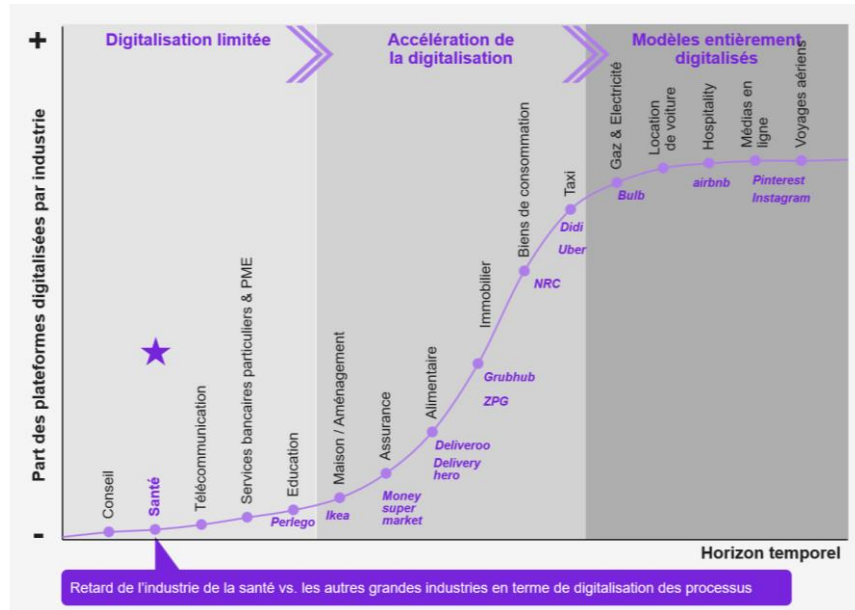 +
Digitalisation limitée
Accélération de
la digitalisation
Modèles entièrement
digitalisés
Part des plateformes digitalisées par industrie
Conseil
Santé
Télécommunication
Services bancaires particuliers & PME
Education
Perlego
Maison / Aménagement
Ikea
Assurance
Money
super
market
Alimentaire
Deliveroo
Delivery
hero
Immobilier
Grubhub
ZPG
Biens de consommation
NRC
Taxi
Didi
Uber
Gaz & Electricité
Bulb
Location
de voiture
Hospitality
airbnb
Médias en
ligne
Pinterest
Instagram
Voyages aériens
-
Horizon temporel
Retard de l'industrie de la santé vs. les autres grandes industries en terme de digitalisation des processus